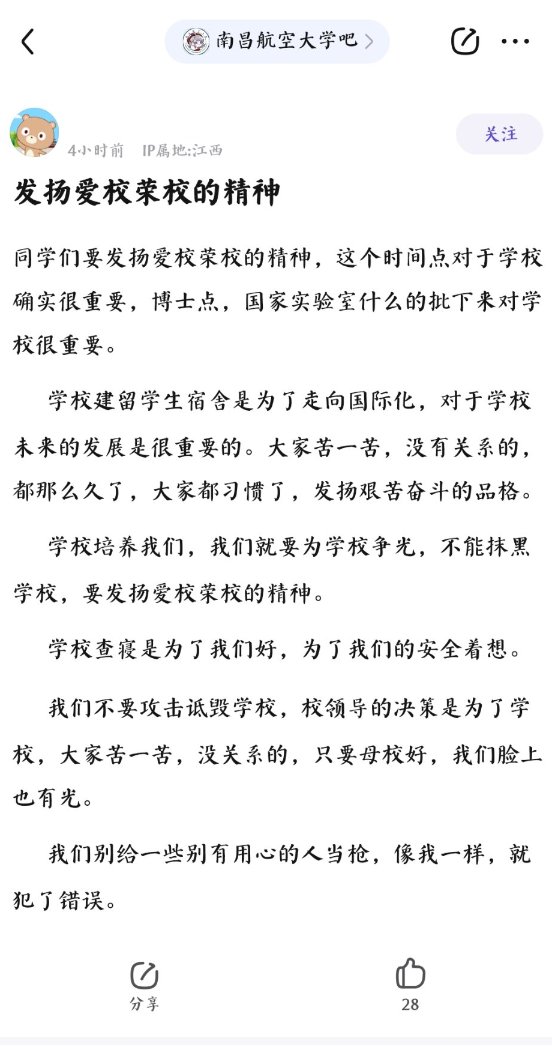 南昌航空大学吧
4小时前 IP属地:江西
关注
发扬爱校荣校的精神
同学们要发扬爱校荣校的精神，这个时间点对于学校
确实很重要，博士点，国家实验室什么的批下来对学
校很重要。
学校建留学生宿舍是为了走向国际化，对于学校
未来的发展是很重要的。大家苦一苦，没有关系的，
都那么久了，大家都习惯了，发扬艰苦奋斗的品格。
学校培养我们，我们就要为学校争光，不能抹黑
学校，要发扬爱校荣校的精神。
学校查寝是为了我们好，为了我们的安全着想。
我们不要攻击诋毁学校，校领导的决策是为了学
校，大家苦一苦，没关系的，只要母校好，我们脸上
也有光。
我们别给一些别有用心的人当枪，像我一样，就
犯了错误。
分享
28